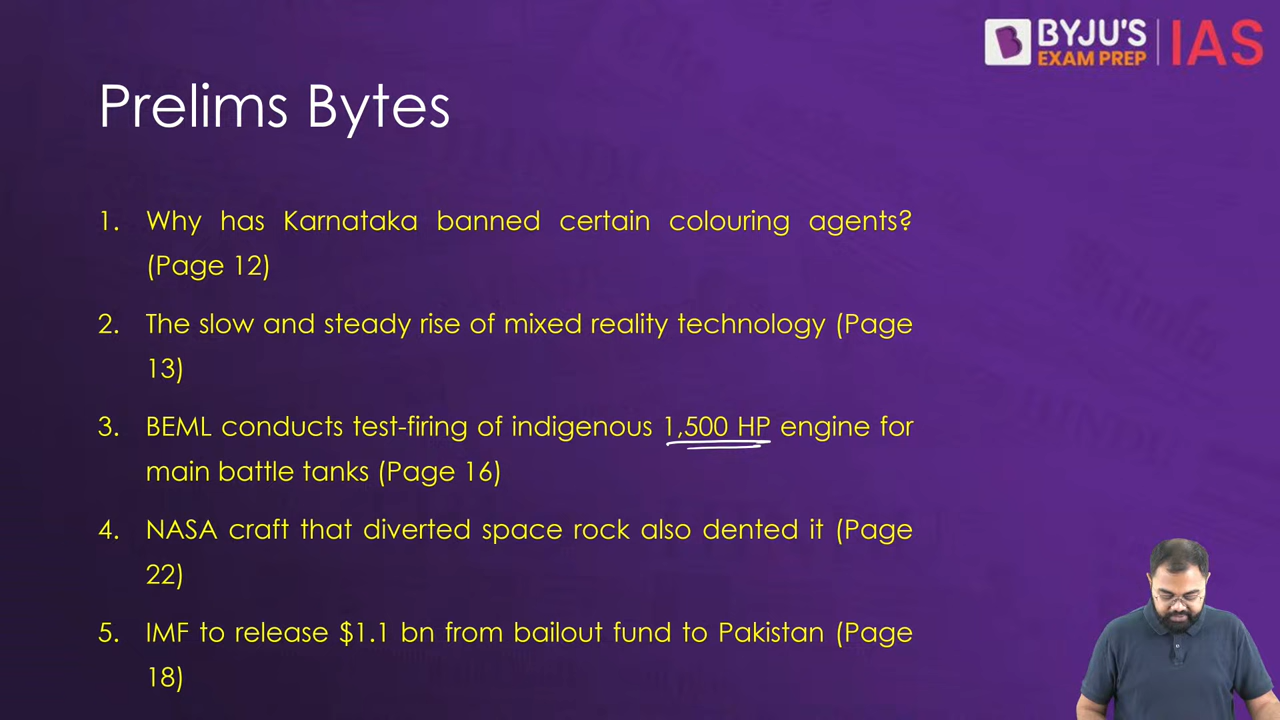 BYJU'S
EXAM PREP
IAS
Prelims Bytes
1. Why has Karnataka banned certain colouring agents?
(Page 12)
2. The slow and steady rise of mixed reality technology (Page
13)
3. BEML conducts test-firing of indigenous 1,500 HP engine for
main battle tanks (Page 16)
4. NASA craft that diverted space rock also dented it (Page
22)
5. IMF to release $1.1 bn from bailout fund to Pakistan (Page
18)